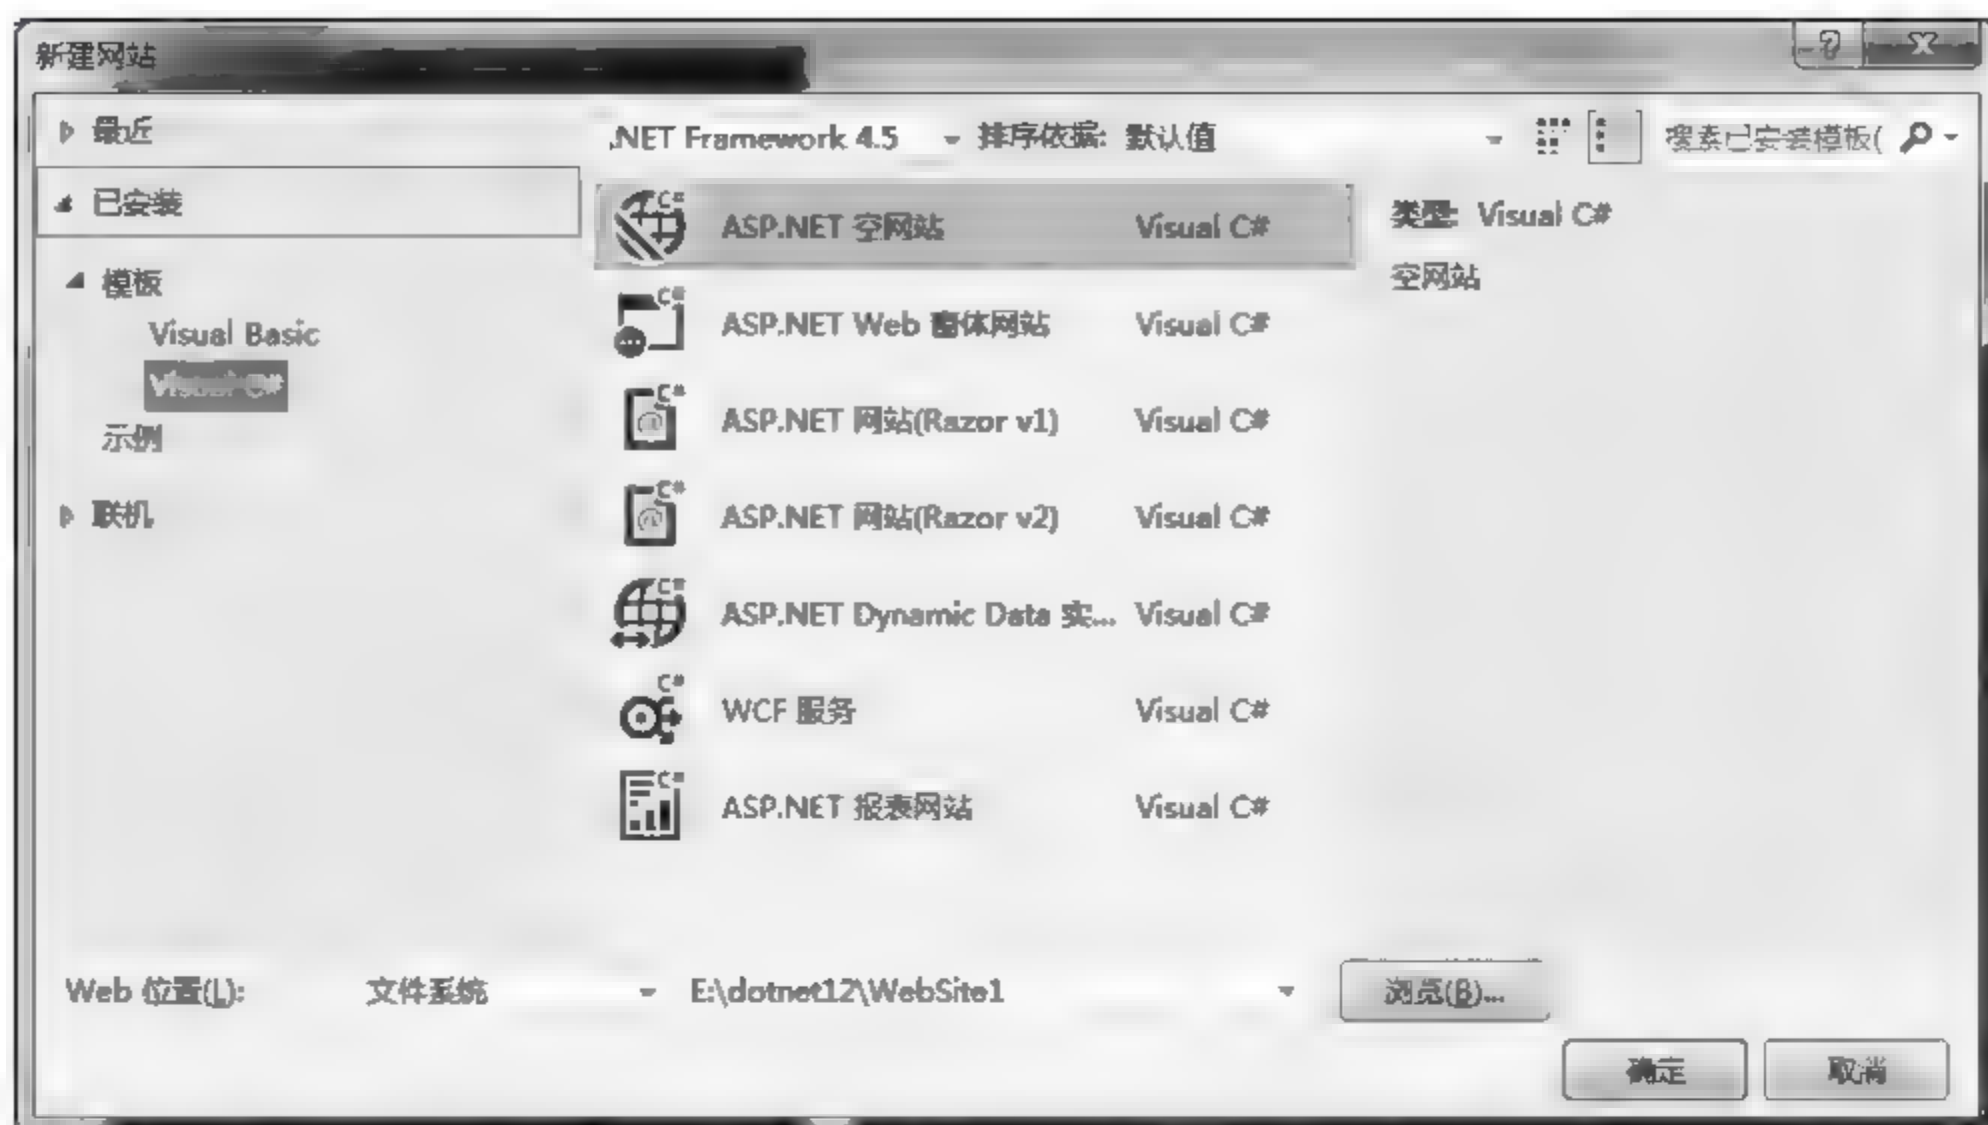 新建网站
最近
.NET Framework 4.5 排序依据: 默认值 搜索已安装模板(
已安装
模板
Visual Basic
Visual C#
示例
联机
ASP.NET 空网站 Visual C#
ASP.NET Web 窗体网站 Visual C#
ASP.NET 网站(Razor v1) Visual C#
ASP.NET 网站(Razor v2) Visual C#
ASP.NET Dynamic Data 实... Visual C#
WCF 服务 Visual C#
ASP.NET 报表网站 Visual C#
类型: Visual C#
空网站
Web 位置(L): 文件系统 E:\dotnet12\WebSite1 浏览(B)...
确定 取消